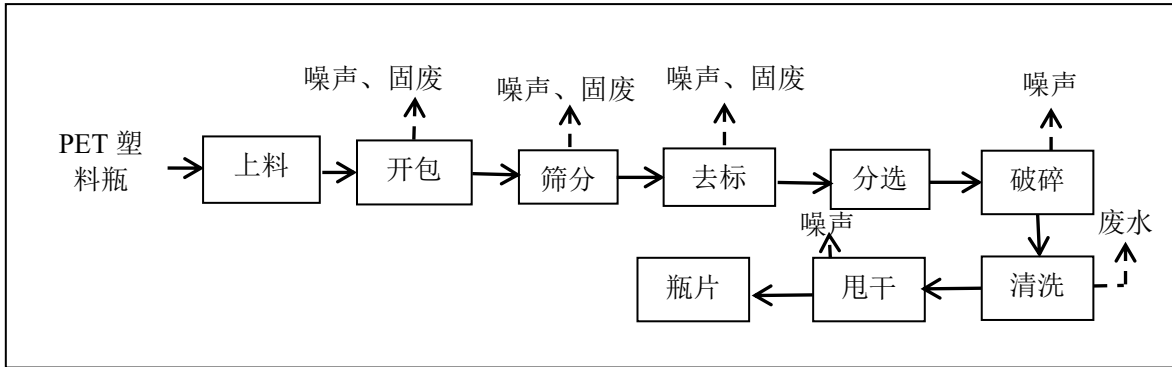 噪声、固废
噪声、固废
噪声、固废
噪声
PET 塑
料瓶
上料
开包
筛分
去标
分选
破碎
噪声
废水
瓶片
甩干
清洗